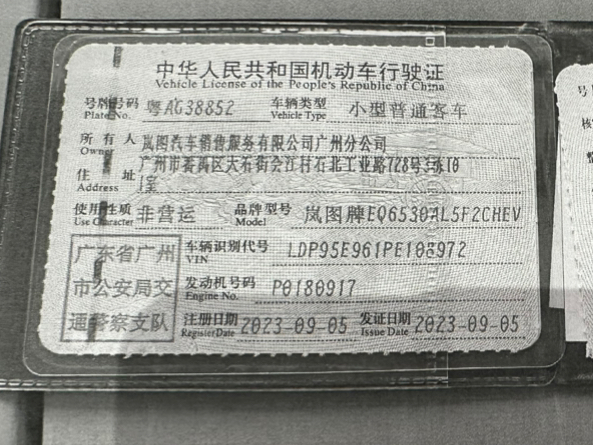 中华人民共和国机动车行驶证
Vehicle License of the People's Republic of China
号牌号码 粤AG38852 车辆类型 小型普通客车
Plate No. Vehicle Type
所有人 岚图汽车销售服务有限公司广州分公司
Owner
住址 广州市番禺区大石街会江村石北工业路728号3栋10
Address 1室
使用性质 非营运 品牌型号 岚图牌EQ6530AL5F2CHEV
Use Character Model
广东省广州
市公安局交
通警察支队
车辆识别代号 LDP95E961PE108972
VIN
发动机号码 P0180917
Engine No.
注册日期 2023-09-05 发证日期 2023-09-05
Register Date Issue Date
号